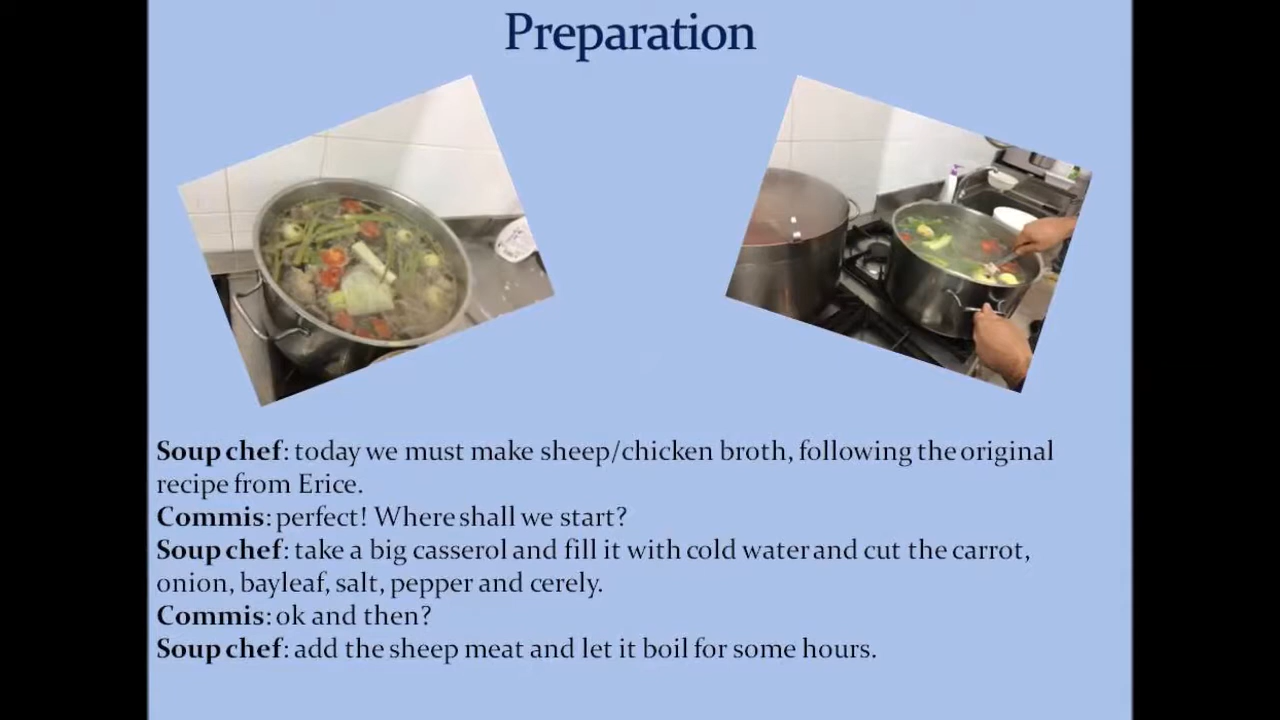 Preparation
Soup chef: today we must make sheep/chicken broth, following the original
recipe from Erice.
Commis: perfect! Where shall we start?
Soup chef: take a big casserol and fill it with cold water and cut the carrot,
onion, bayleaf, salt, pepper and cerely.
Commis: ok and then?
Soup chef: add the sheep meat and let it boil for some hours.